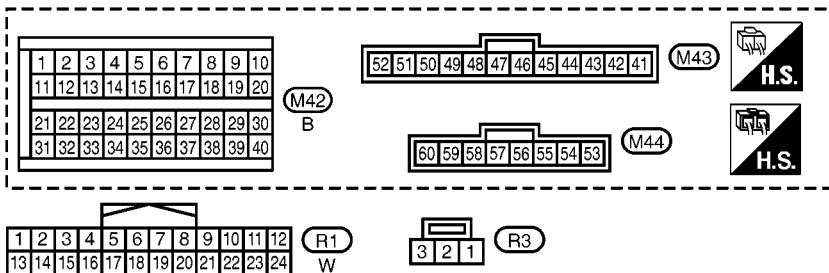 1 2 3 4 5 6 7 8 9 10
11 12 13 14 15 16 17 18 19 20
21 22 23 24 25 26 27 28 29 30
31 32 33 34 35 36 37 38 39 40
M42
B
52 51 50 49 48 47 46 45 44 43 42 41
M43
H.S.
60 59 58 57 56 55 54 53
M44
H.S.
1 2 3 4 5 6 7 8 9 10 11 12
13 14 15 16 17 18 19 20 21 22 23 24
R1
W
3 2 1
R3